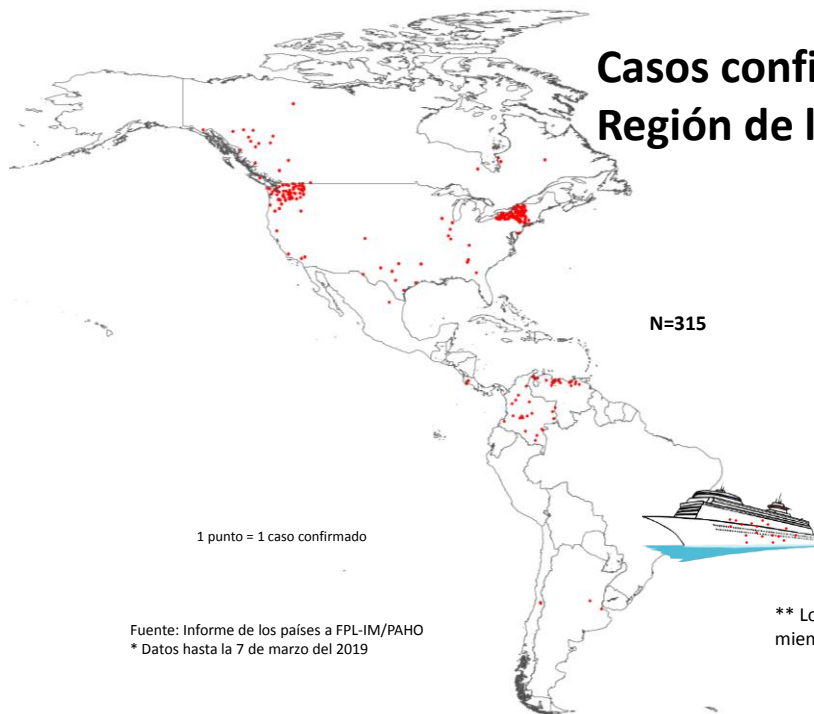 Casos confi
Región de l
N=315
1 punto = 1 caso confirmado
Fuente: Informe de los países a FPL-IM/PAHO
* Datos hasta la 7 de marzo del 2019
** Lo
mien